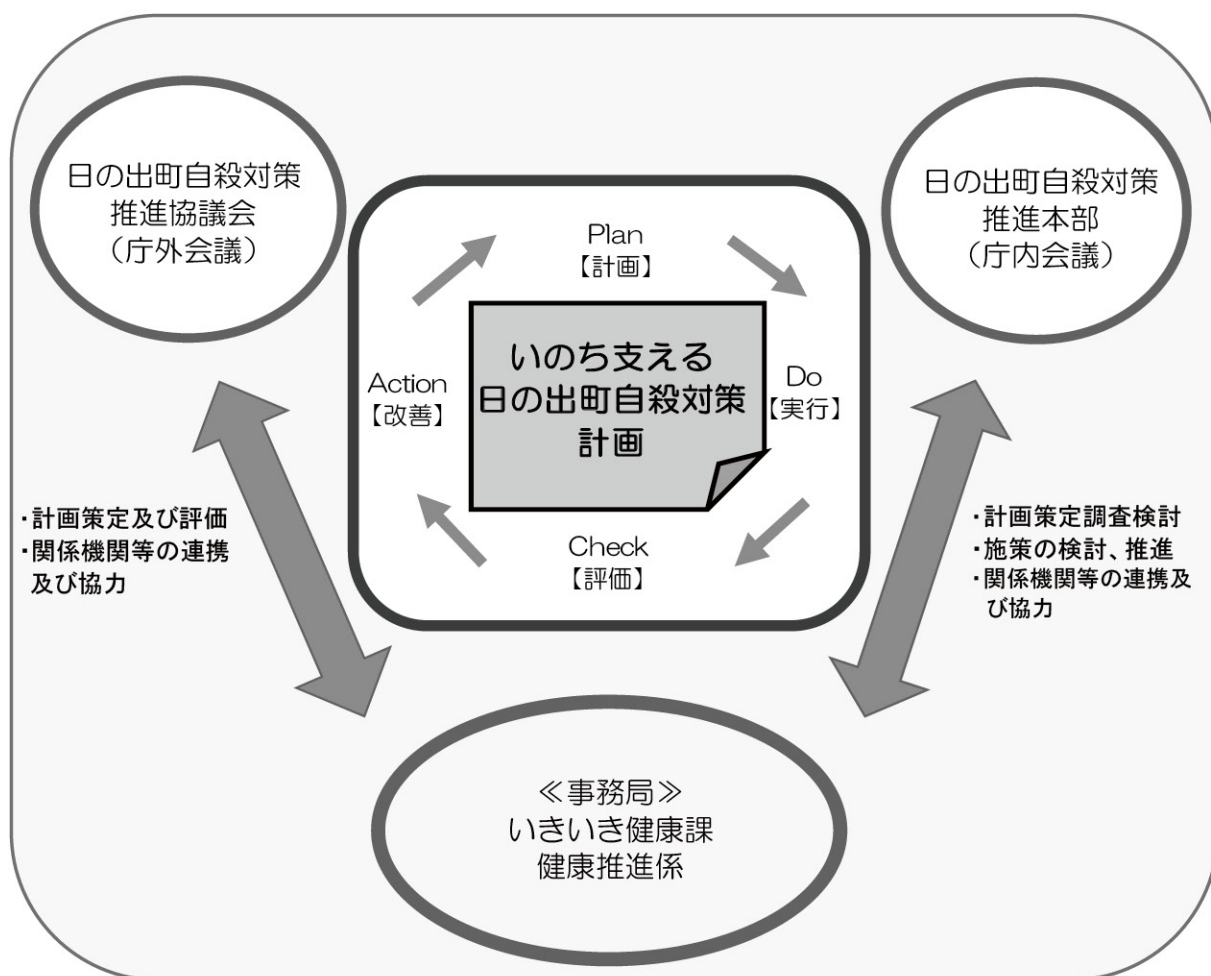 日の出町自殺対策
推進協議会
（庁外会議）
日の出町自殺対策
推進本部
（庁内会議）
Plan
【計画】
Do
【実行】
Check
【評価】
Action
【改善】
いのち支える
日の出町自殺対策
計画
・計画策定及び評価
・関係機関等の連携
及び協力
・計画策定調査検討
・施策の検討、推進
・関係機関等の連携及
び協力
≪事務局≫
いきいき健康課
健康推進係